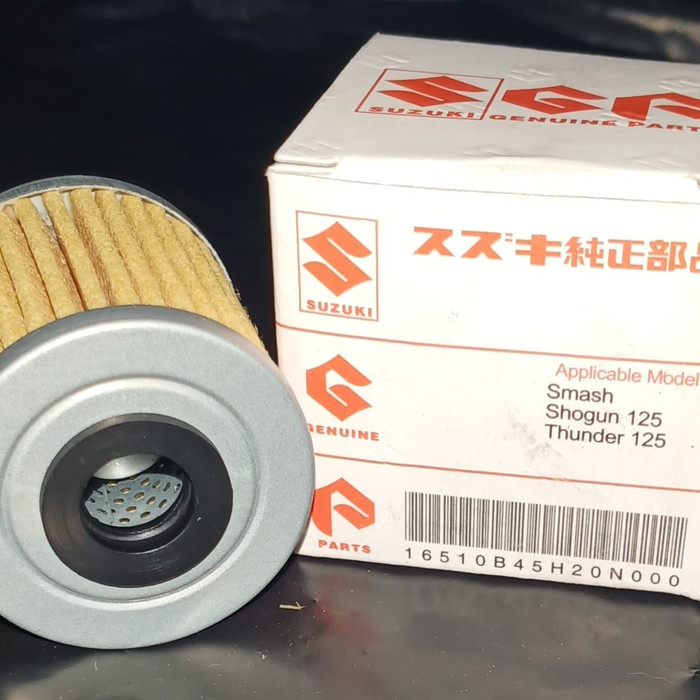 SUZUKI
GENUINE PARTS
SUZUKI
スズキ純正部品
GENUINE
Applicable Model
Smash
Shogun 125
Thunder 125
PARTS
16510B45H20N000